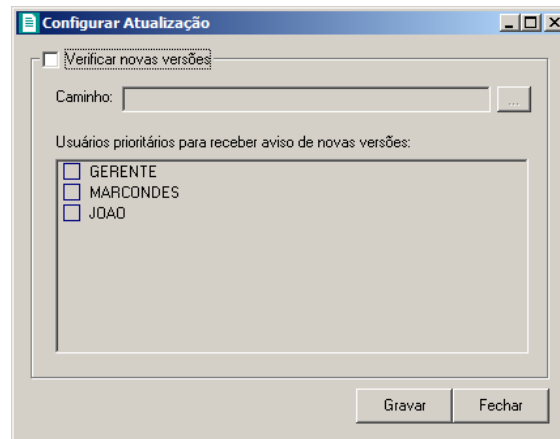 Configurar Atualização
Verificar novas versões
Caminho:
...
Usuários prioritários para receber aviso de novas versões:
GERENTE
MARCONDES
JOAO
Gravar Fechar